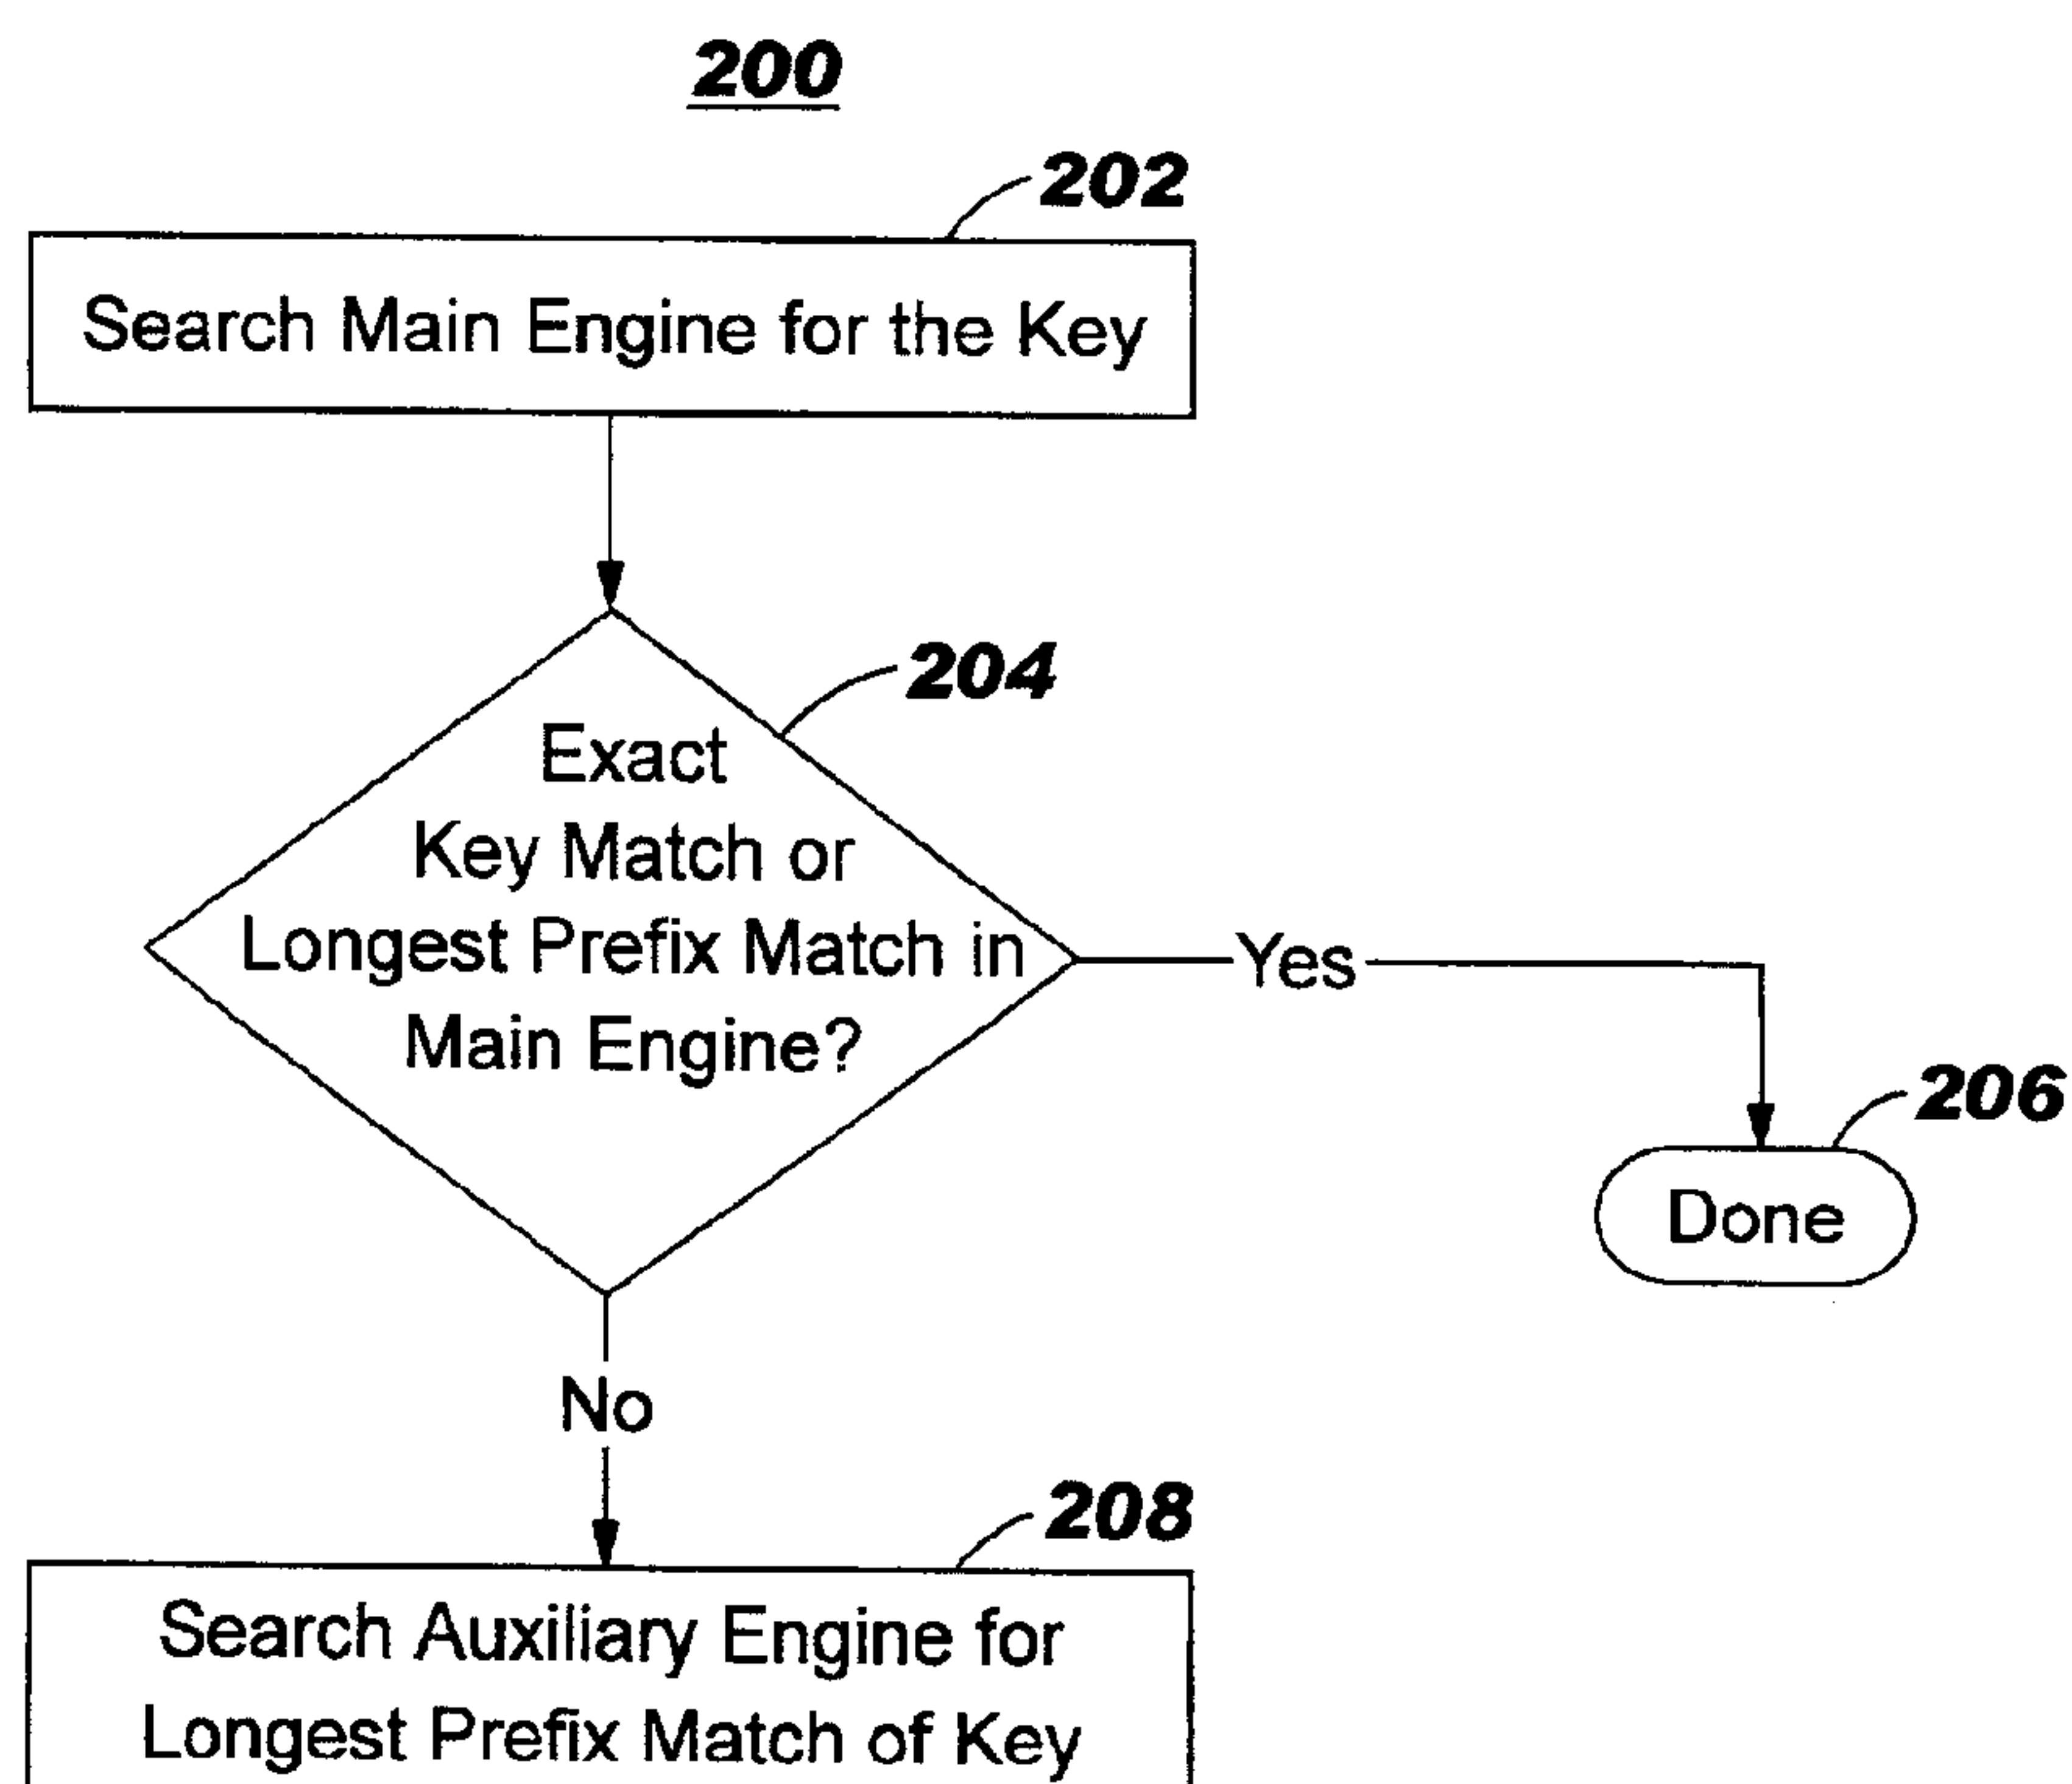 200
202
Search Main Engine for the Key
204
Exact
Key Match or
Longest Prefix Match in
Main Engine?
Yes
206
Done
No
208
Search Auxiliary Engine for
Longest Prefix Match of Key